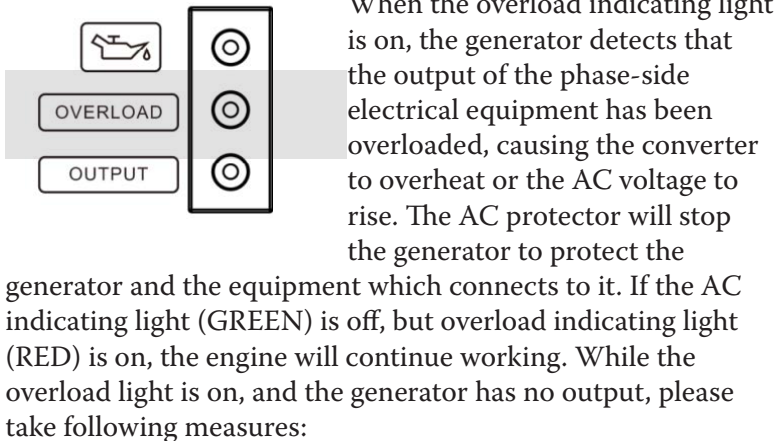 When the overload indicating light
is on, the generator detects that
the output of the phase-side
electrical equipment has been
overloaded, causing the converter
to overheat or the AC voltage to
rise. The AC protector will stop
the generator to protect the
generator and the equipment which connects to it. If the AC
indicating light (GREEN) is off, but overload indicating light
(RED) is on, the engine will continue working. While the
overload light is on, and the generator has no output, please
take following measures:
OVERLOAD
OUTPUT